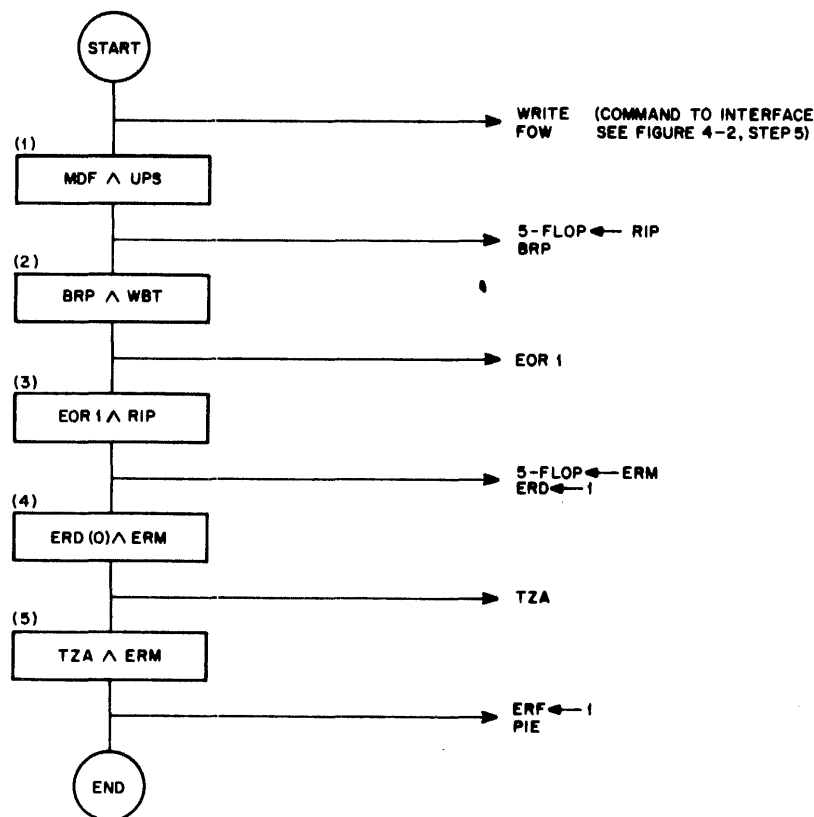 START
WRITE (COMMAND TO INTERFACE
FOW SEE FIGURE 4-2, STEP 5)
(1)
MDF ∧ UPS
5-FLOP ← RIP
BRP
(2)
BRP ∧ WBT
EOR 1
(3)
EOR 1 ∧ RIP
5-FLOP ← ERM
ERD ← 1
(4)
ERD (0) ∧ ERM
TZA
(5)
TZA ∧ ERM
ERF ← 1
PIE
END